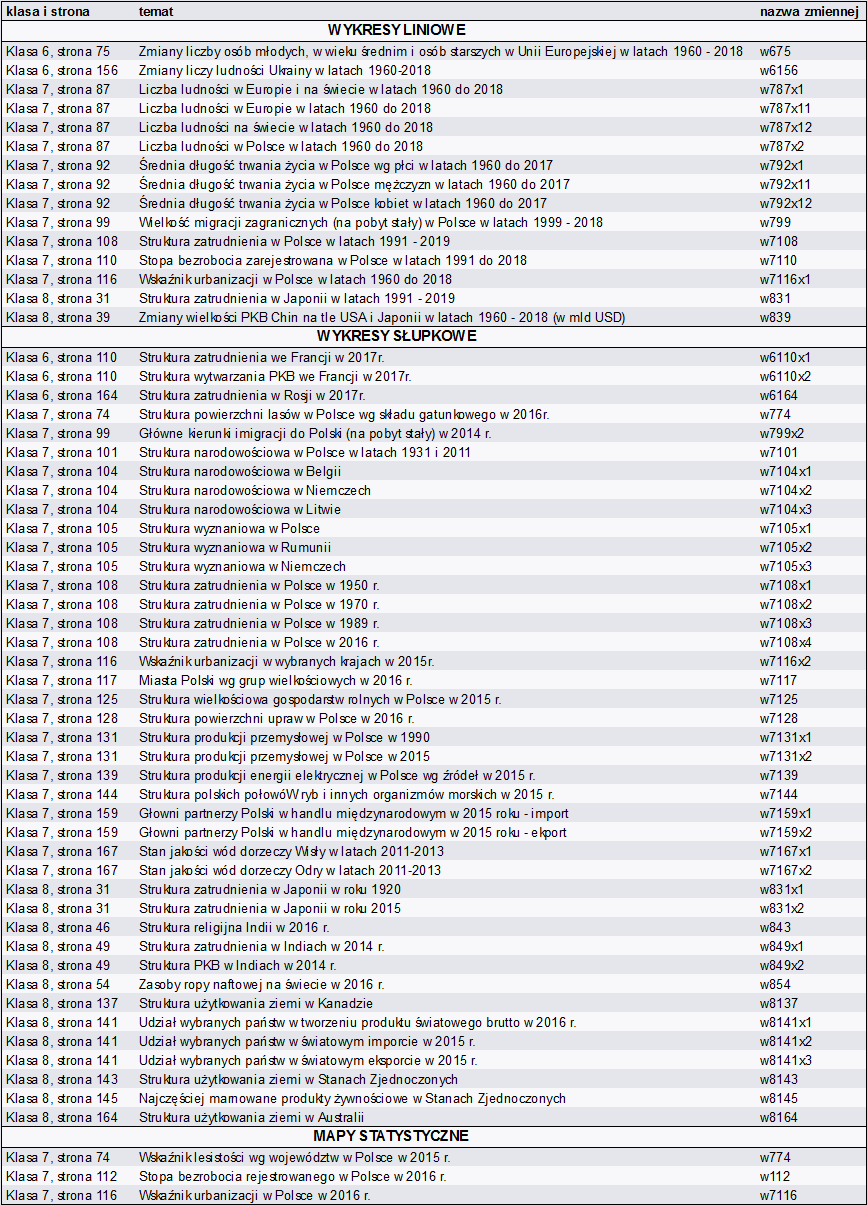 klasa i strona temat nazwa zmiennej
WYKRESY LINIOWE
Klasa 6, strona 75 Zmiany liczby osób młodych, w wieku średnim i osób starszych w Unii Europejskiej w latach 1960 - 2018 w675
Klasa 6, strona 156 Zmiany liczy ludności Ukrainy w latach 1960-2018 w6156
Klasa 7, strona 87 Liczba ludności w Europie i na świecie w latach 1960 do 2018 w787x1
Klasa 7, strona 87 Liczba ludności w Europie w latach 1960 do 2018 w787x11
Klasa 7, strona 87 Liczba ludności na świecie w latach 1960 do 2018 w787x12
Klasa 7, strona 87 Liczba ludności w Polsce w latach 1960 do 2018 w787x2
Klasa 7, strona 92 Średnia długość trwania życia w Polsce wg płci w latach 1960 do 2017 w792x1
Klasa 7, strona 92 Średnia długość trwania życia w Polsce mężczyzn w latach 1960 do 2017 w792x11
Klasa 7, strona 92 Średnia długość trwania życia w Polsce kobiet w latach 1960 do 2017 w792x12
Klasa 7, strona 99 Wielkość migracji zagranicznych (na pobyt stały) w Polsce w latach 1999 - 2018 w799
Klasa 7, strona 108 Struktura zatrudnienia w Polsce w latach 1991 - 2019 w7108
Klasa 7, strona 110 Stopa bezrobocia zarejestrowana w Polsce w latach 1991 do 2018 w7110
Klasa 7, strona 116 Wskaźnik urbanizacji w Polsce w latach 1960 do 2018 w7116x1
Klasa 8, strona 31 Struktura zatrudnienia w Japonii w latach 1991 - 2019 w831
Klasa 8, strona 39 Zmiany wielkości PKB Chin na tle USA i Japonii w latach 1960 - 2018 (w mld USD) w839
WYKRESY SŁUPKOWE
Klasa 6, strona 110 Struktura zatrudnienia we Francji w 2017r. w6110x1
Klasa 6, strona 110 Struktura wytwarzania PKB we Francji w 2017r. w6110x2
Klasa 6, strona 164 Struktura zatrudnienia w Rosji w 2017r. w6164
Klasa 7, strona 74 Struktura powierzchni lasów w Polsce wg składu gatunkowego w 2016r. w774
Klasa 7, strona 99 Główne kierunki imigracji do Polski (na pobyt stały) w 2014 r. w799x2
Klasa 7, strona 101 Struktura narodowościowa w Polsce w latach 1931 i 2011 w7101
Klasa 7, strona 104 Struktura narodowościowa w Belgii w7104x1
Klasa 7, strona 104 Struktura narodowościowa w Niemczech w7104x2
Klasa 7, strona 104 Struktura narodowościowa w Litwie w7104x3
Klasa 7, strona 105 Struktura wyznaniowa w Polsce w7105x1
Klasa 7, strona 105 Struktura wyznaniowa w Rumunii w7105x2
Klasa 7, strona 105 Struktura wyznaniowa w Niemczech w7105x3
Klasa 7, strona 108 Struktura zatrudnienia w Polsce w 1950 r. w7108x1
Klasa 7, strona 108 Struktura zatrudnienia w Polsce w 1970 r. w7108x2
Klasa 7, strona 108 Struktura zatrudnienia w Polsce w 1989 r. w7108x3
Klasa 7, strona 108 Struktura zatrudnienia w Polsce w 2016 r. w7108x4
Klasa 7, strona 116 Wskaźnik urbanizacji w wybranych krajach w 2015r. w7116x2
Klasa 7, strona 117 Miasta Polski wg grup wielkościowych w 2016 r. w7117
Klasa 7, strona 125 Struktura wielkościowa gospodarstw rolnych w Polsce w 2015 r. w7125
Klasa 7, strona 128 Struktura powierzchni upraw w Polsce w 2016 r. w7128
Klasa 7, strona 131 Struktura produkcji przemysłowej w Polsce w 1990 w7131x1
Klasa 7, strona 131 Struktura produkcji przemysłowej w Polsce w 2015 w7131x2
Klasa 7, strona 139 Struktura produkcji energii elektrycznej w Polsce wg źródeł w 2015 r. w7139
Klasa 7, strona 144 Struktura polskich połowóW ryb i innych organizmów morskich w 2015 r. w7144
Klasa 7, strona 159 Głowni partnerzy Polski w handlu międzynarodowym w 2015 roku - import w7159x1
Klasa 7, strona 159 Głowni partnerzy Polski w handlu międzynarodowym w 2015 roku - ekport w7159x2
Klasa 7, strona 167 Stan jakości wód dorzeczy Wisły w latach 2011-2013 w7167x1
Klasa 7, strona 167 Stan jakości wód dorzeczy Odry w latach 2011-2013 w7167x2
Klasa 8, strona 31 Struktura zatrudnienia w Japonii w roku 1920 w831x1
Klasa 8, strona 31 Struktura zatrudnienia w Japonii w roku 2015 w831x2
Klasa 8, strona 46 Struktura religijna Indii w 2016 r. w843
Klasa 8, strona 49 Struktura zatrudnienia w Indiach w 2014 r. w849x1
Klasa 8, strona 49 Struktura PKB w Indiach w 2014 r. w849x2
Klasa 8, strona 54 Zasoby ropy naftowej na świecie w 2016 r. w854
Klasa 8, strona 137 Struktura użytkowania ziemi w Kanadzie w8137
Klasa 8, strona 141 Udział wybranych państw w tworzeniu produktu światowego brutto w 2016 r. w8141x1
Klasa 8, strona 141 Udział wybranych państw w światowym imporcie w 2015 r. w8141x2
Klasa 8, strona 141 Udział wybranych państw w światowym eksporcie w 2015 r. w8141x3
Klasa 8, strona 143 Struktura użytkowania ziemi w Stanach Zjednoczonych w8143
Klasa 8, strona 145 Najczęściej marnowane produkty żywnościowe w Stanach Zjednoczonych w8145
Klasa 8, strona 164 Struktura użytkowania ziemi w Australii w8164
MAPY STATYSTYCZNE
Klasa 7, strona 74 Wskaźnik lesistości wg województw w Polsce w 2015 r. w774
Klasa 7, strona 112 Stopa bezrobocia rejestrowanego w Polsce w 2016 r. w112
Klasa 7, strona 116 Wskaźnik urbanizacji w Polsce w 2016 r. w7116